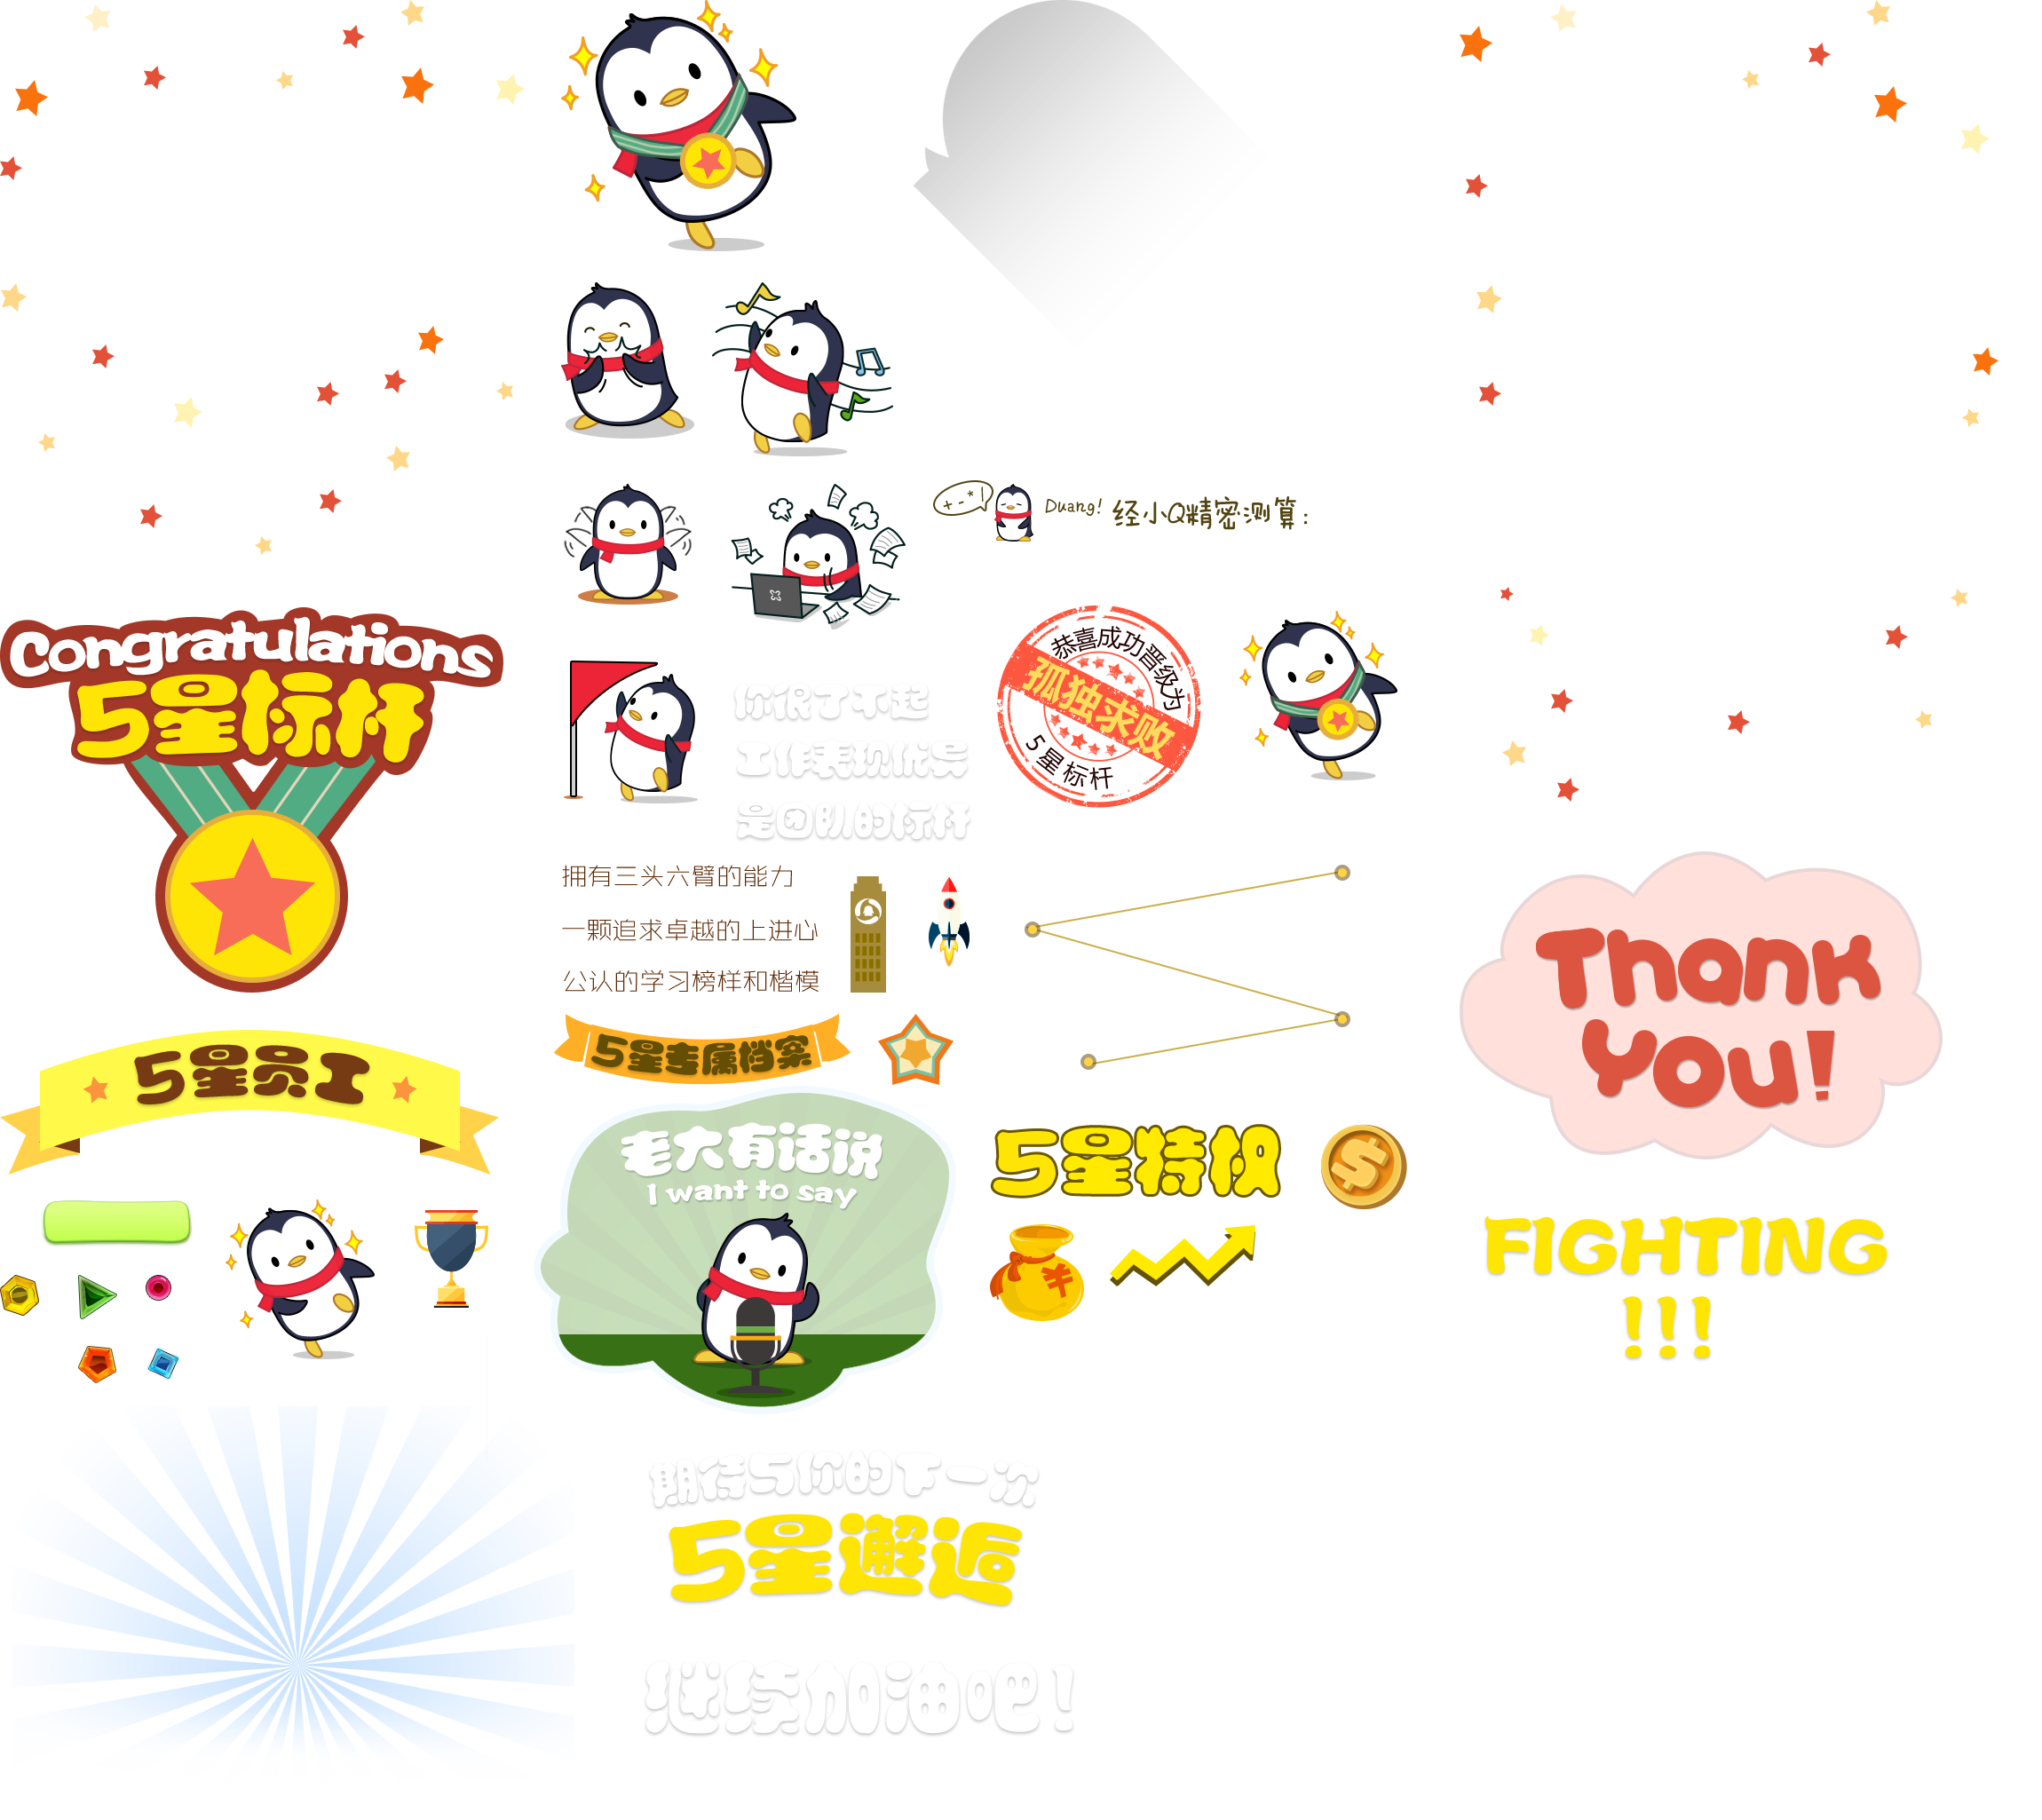 + - * |
Duang! 经小Q精密测算:
Congratulations
5星标杆
你很了不起
工作表现优异
是团队的标杆
恭喜成功晋级为
孤独求败
5星标杆
拥有三头六臂的能力
一颗追求卓越的上进心
公认的学习榜样和楷模
5星专属档案
5星员工
Thank
You!
老大有话说
I want to say
5星特权
$
¥
FIGHTING
!!!
期待与你的下一次
5星邂逅
继续加油吧!